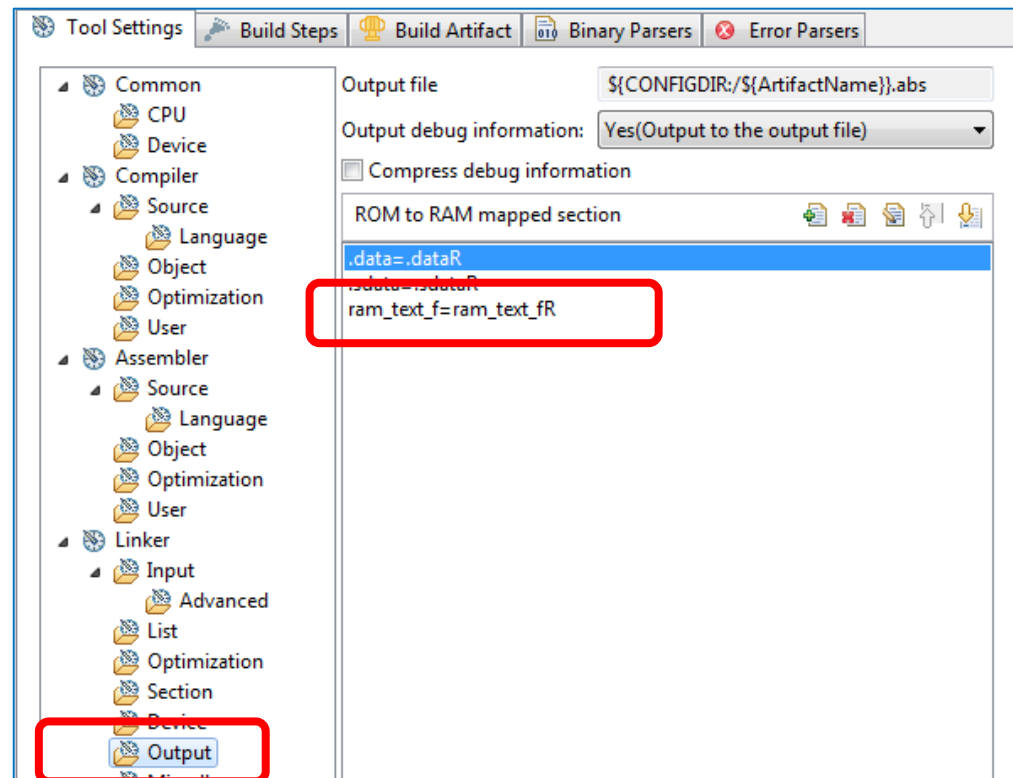 Tool Settings Build Steps Build Artifact Binary Parsers Error Parsers
Common
CPU
Device
Compiler
Source
Language
Object
Optimization
User
Assembler
Source
Language
Object
Optimization
User
Linker
Input
Advanced
List
Optimization
Section
Device
Output
Output file ${CONFIGDIR:/${ArtifactName}}.abs
Output debug information: Yes(Output to the output file)
Compress debug information
ROM to RAM mapped section
.data=.dataR
.sdata=.sdataR
ram_text_f=ram_text_fR